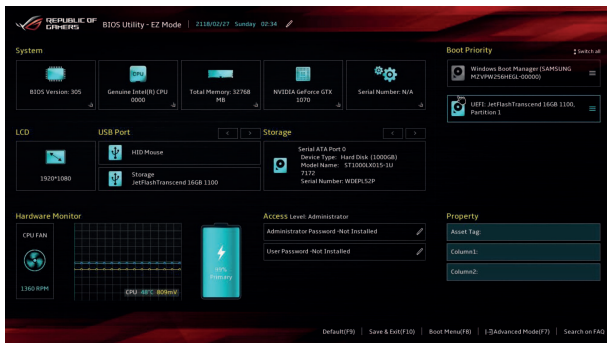 REPUBLIC OF
GAMERS
BIOS Utility - EZ Mode
2118/02/27 Sunday 02:34
System
Boot Priority
Switch all
BIOS Version: 305
CPU
Genuine Intel(R) CPU
0000
Total Memory: 32768
MB
NVIDIA GeForce GTX
1070
Serial Number: N/A
Windows Boot Manager (SAMSUNG
MZVPW256HEGL-00000)
UEFI: JetFlashTranscend 16GB 1100,
Partition 1
LCD
USB Port
Storage
1920*1080
HID Mouse
Storage
JetFlashTranscend 16GB 1100
Serial ATA Port 0
Device Type: Hard Disk (1000GB)
Model Name: ST1000LX015-1U
7172
Serial Number: WDEPLS2P
Hardware Monitor
Access Level: Administrator
Property
CPU FAN
1360 RPM
CPU 48°C 809mV
99%
Primary
Administrator Password -Not Installed
User Password -Not Installed
Asset Tag:
Column1:
Column2:
Default(F9)
Save & Exit(F10)
Boot Menu(F8)
Advanced Mode(F7)
Search on FAQ